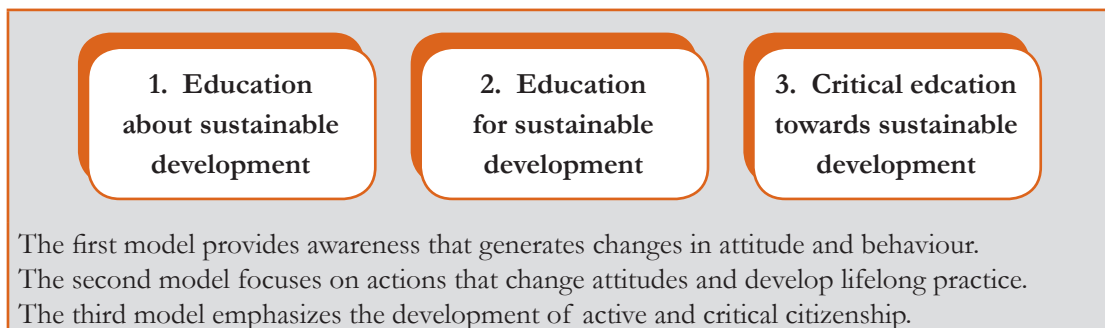 1. Education
about sustainable
development
2. Education
for sustainable
development
3. Critical edcation
towards sustainable
development
The first model provides awareness that generates changes in attitude and behaviour.
The second model focuses on actions that change attitudes and develop lifelong practice.
The third model emphasizes the development of active and critical citizenship.